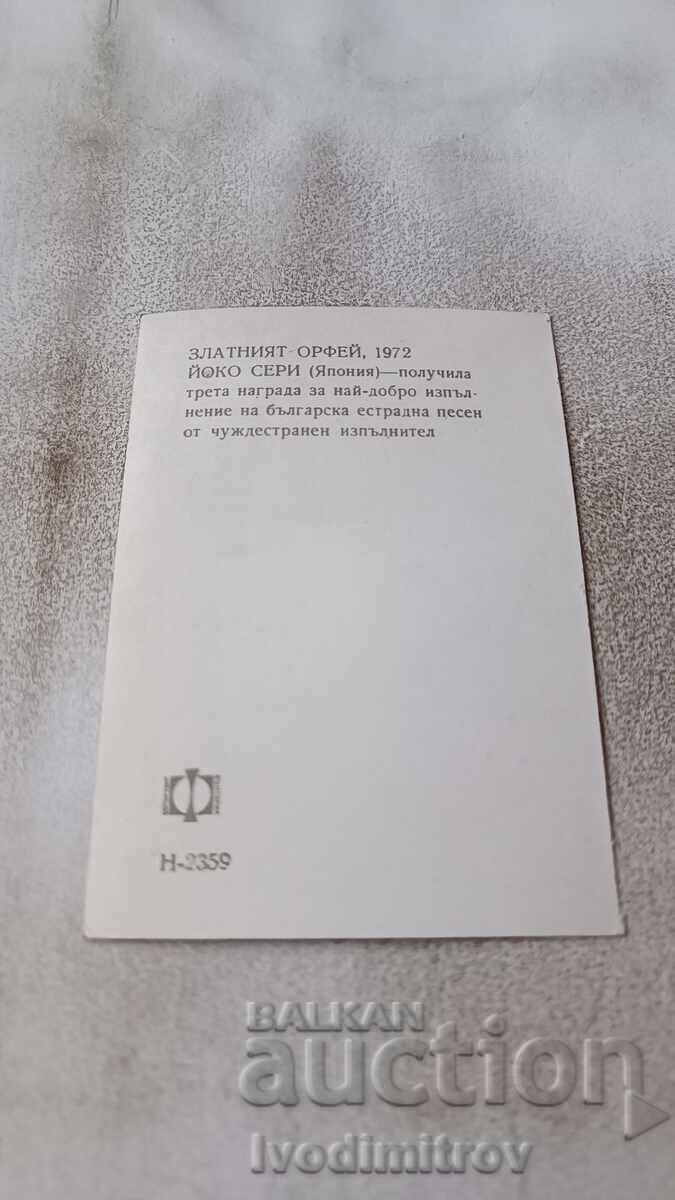 ЗЛАТНИЯТ ОРФЕЙ, 1972
ЙОКО СЕРИ (Япония)—получила
трета награда за най-добро изпъл-
нение на българска естрадна песен
от чуждестранен изпълнител
Н-2359
BALKAN
auction
Ivodimitrov